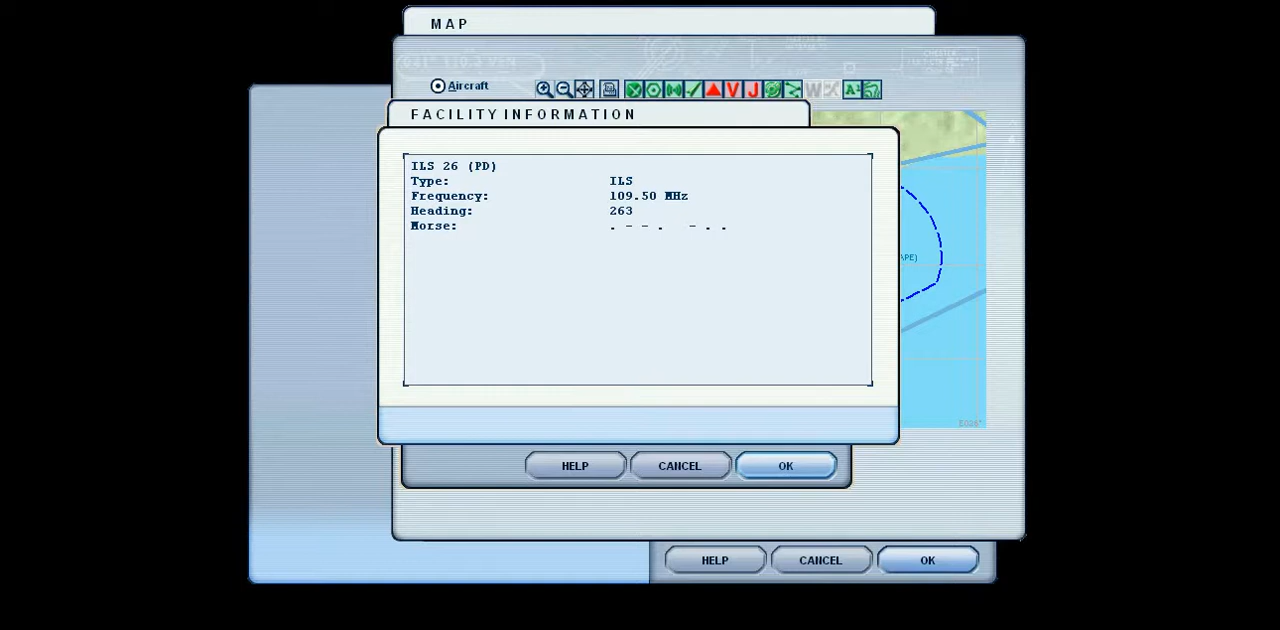 MAP
Aircraft
FACILITY INFORMATION
ILS 26 (PD)
Type: ILS
Frequency: 109.50 MHz
Heading: 263
Morse: . - - .   - . .
HELP CANCEL OK
HELP CANCEL OK